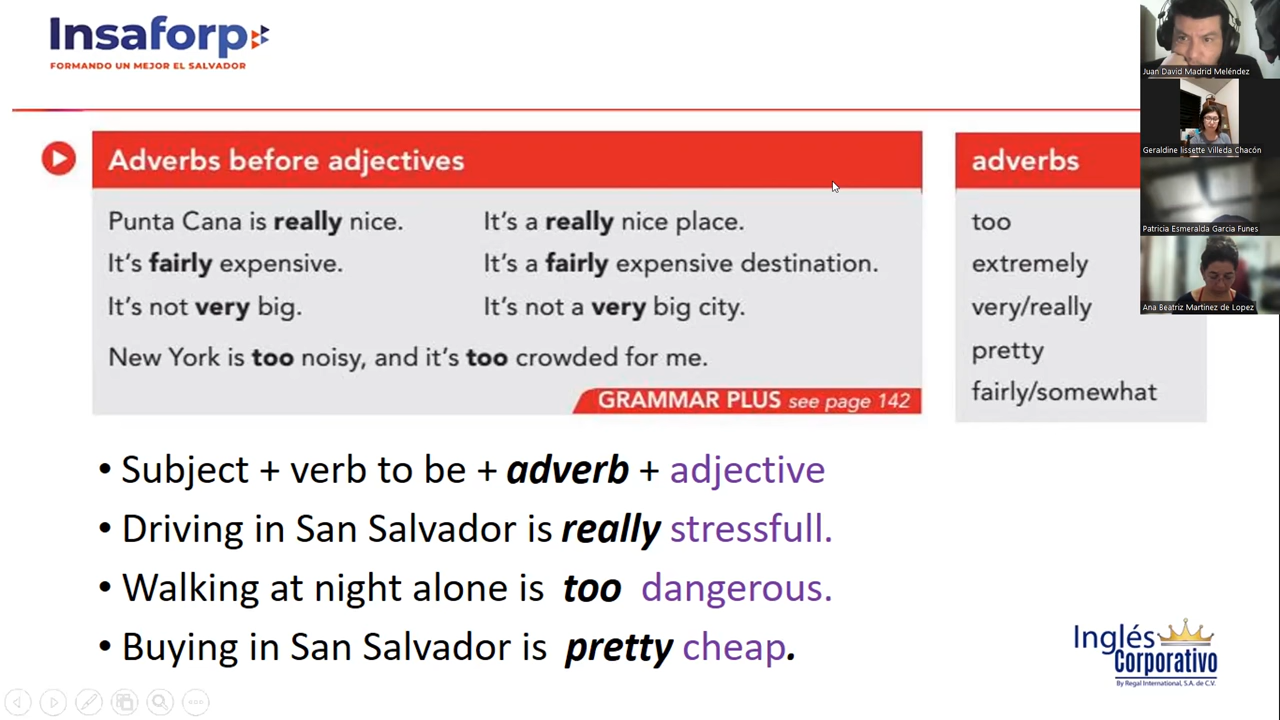 Insaforp
FORMANDO UN MEJOR EL SALVADOR
Juan David Madrid Meléndez
Geraldine lissette Villeda Chacón
Patricia Esmeralda Garcia Funes
Ana Beatriz Martinez de Lopez
Adverbs before adjectives
Punta Cana is really nice. It's a really nice place.
It's fairly expensive. It's a fairly expensive destination.
It's not very big. It's not a very big city.
New York is too noisy, and it's too crowded for me.
GRAMMAR PLUS see page 142
adverbs
too
extremely
very/really
pretty
fairly/somewhat
• Subject + verb to be + adverb + adjective
• Driving in San Salvador is really stressfull.
• Walking at night alone is too dangerous.
• Buying in San Salvador is pretty cheap.
Inglés
Corporativo
By Regal International, S.A. de C.V.